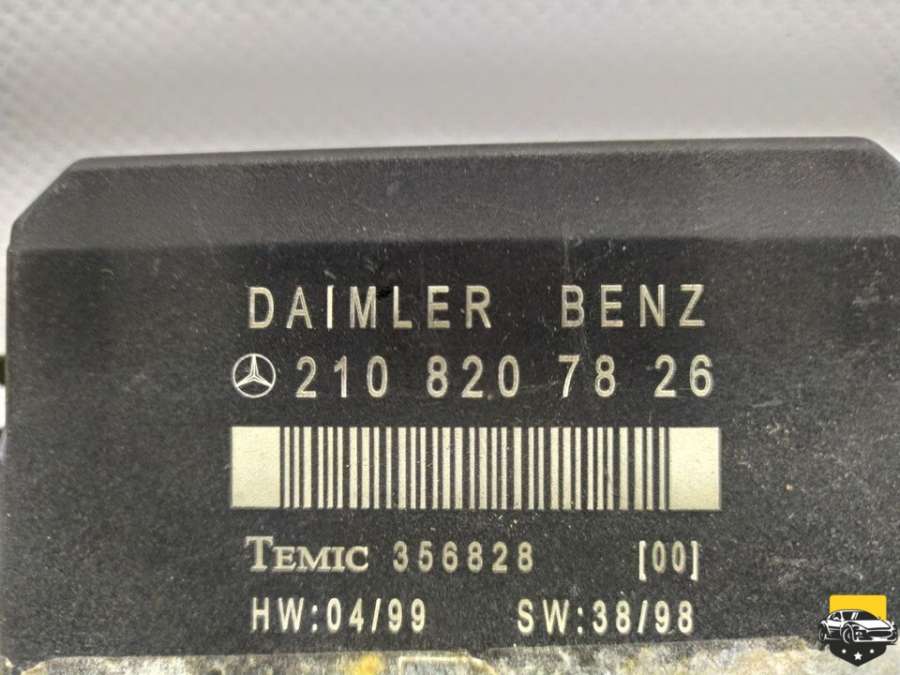 DAIMLER BENZ
210 820 78 26
TEMIC 356828 [00]
HW:04/99 SW:38/98